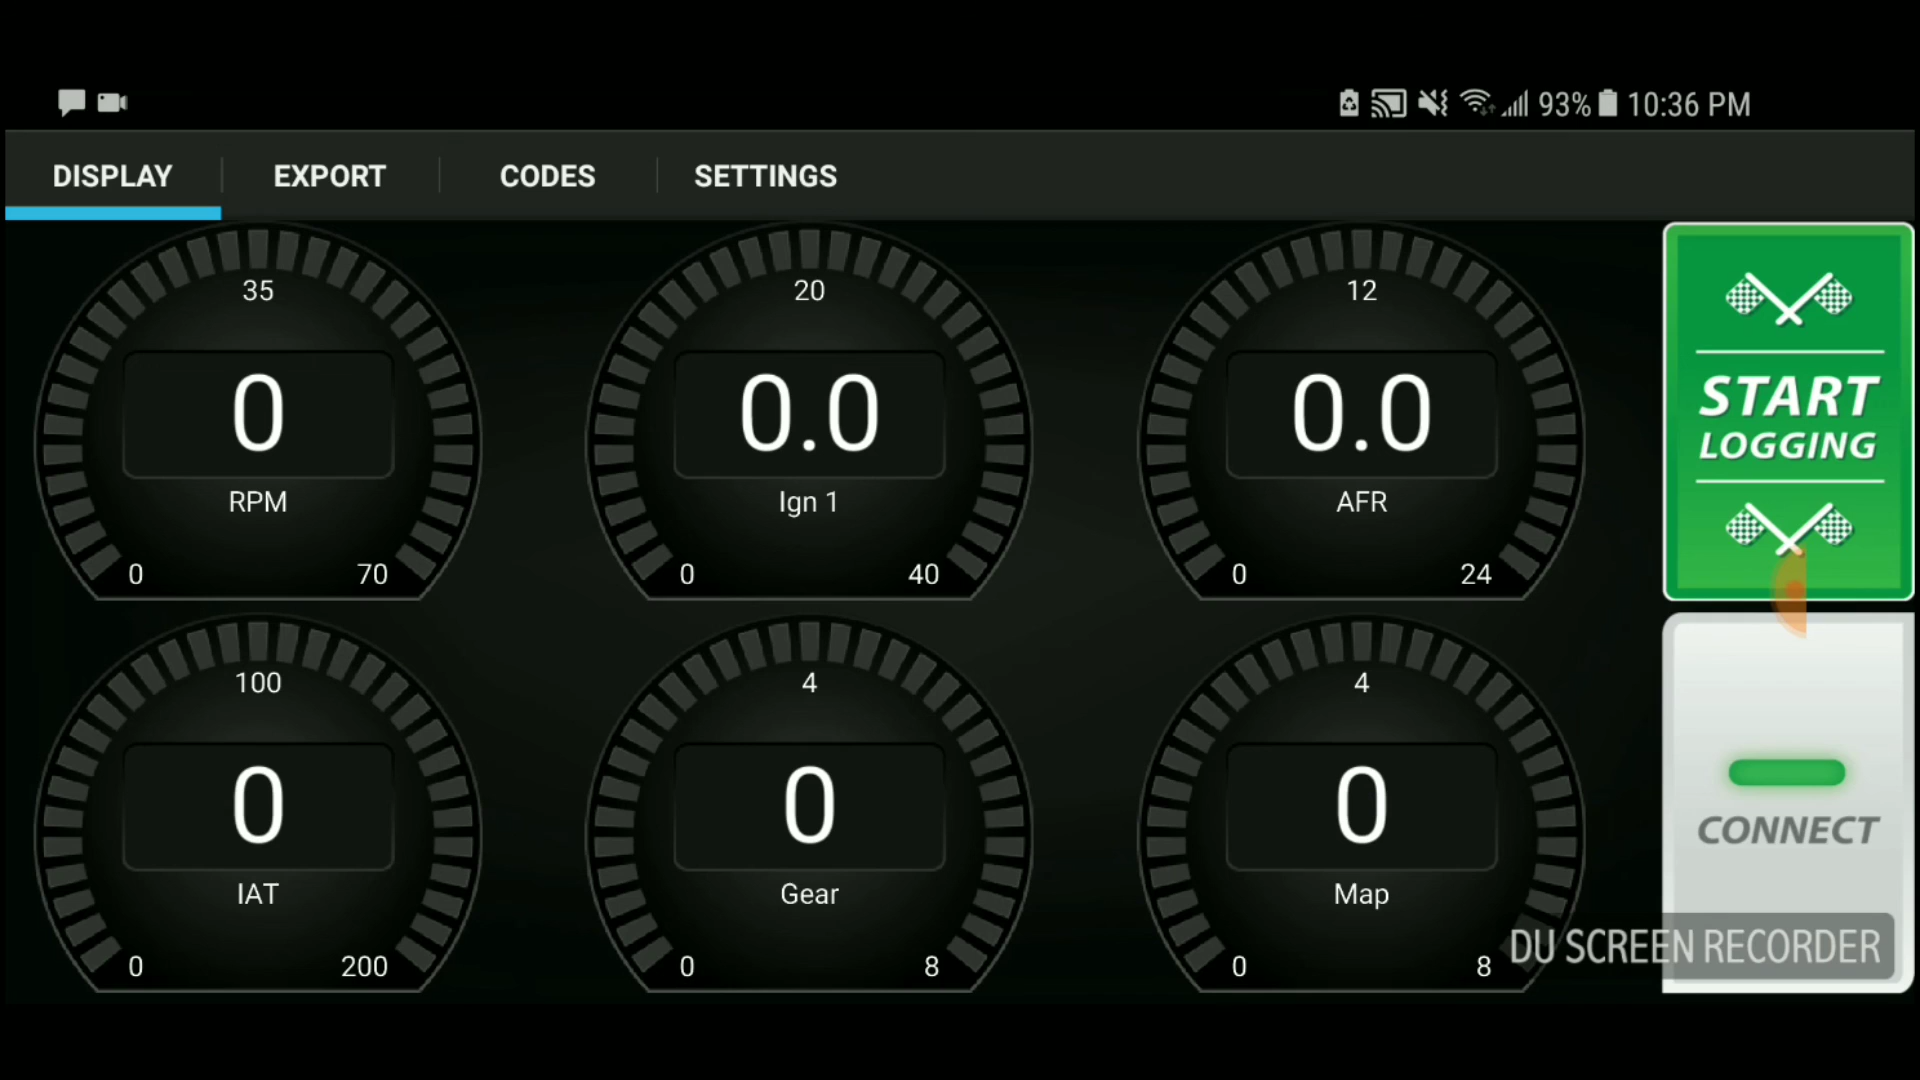 93% 10:36 PM
DISPLAY EXPORT CODES SETTINGS
35
0
RPM
0 70
20
0.0
Ign 1
0 40
12
0.0
AFR
0 24
START
LOGGING
100
0
IAT
0 200
4
0
Gear
0 8
4
0
Map
0 8
CONNECT
DU SCREEN RECORDER